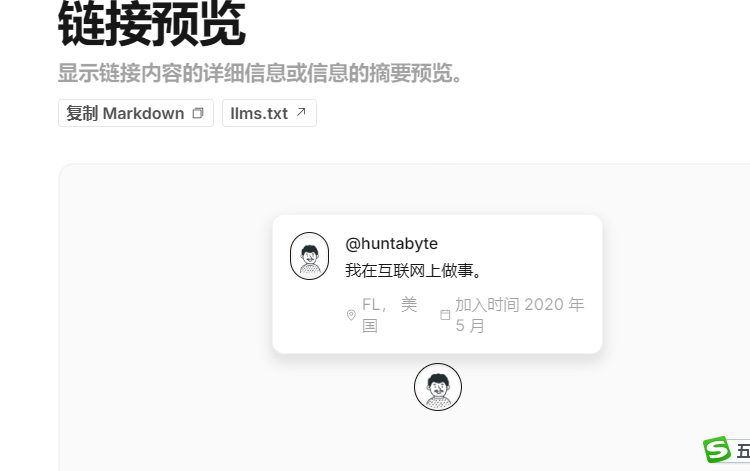 链接预览
显示链接内容的详细信息或信息的摘要预览。
复制 Markdown llms.txt
@huntabyte
我在互联网上做事。
FL， 美 加入时间 2020 年
国 5 月
S 五